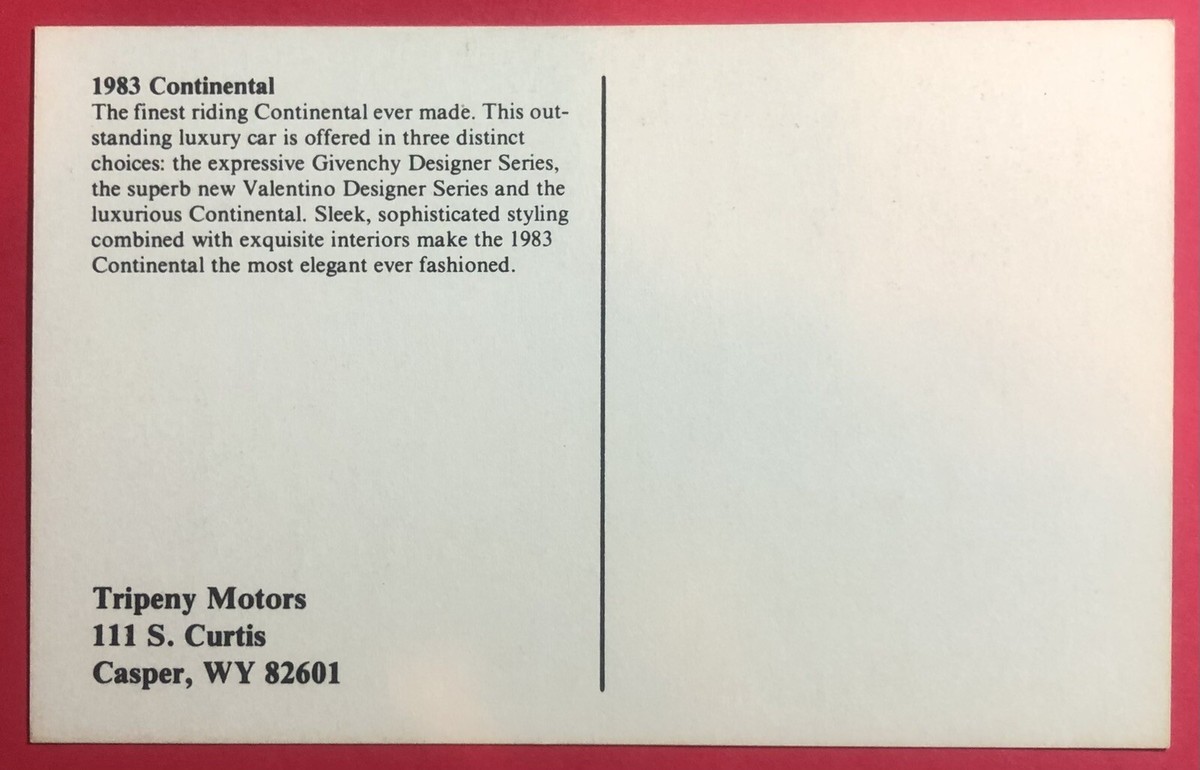 1983 Continental
The finest riding Continental ever made. This out-
standing luxury car is offered in three distinct
choices: the expressive Givenchy Designer Series,
the superb new Valentino Designer Series and the
luxurious Continental. Sleek, sophisticated styling
combined with exquisite interiors make the 1983
Continental the most elegant ever fashioned.
Tripeny Motors
111 S. Curtis
Casper, WY 82601